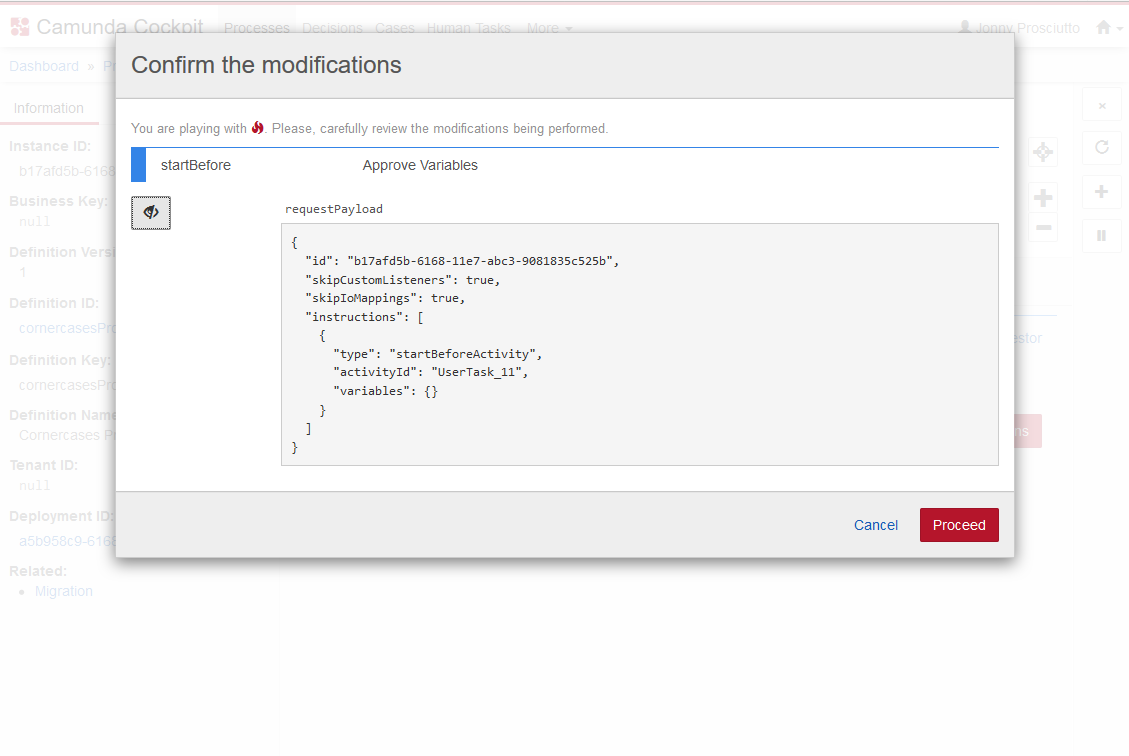 Camunda Cockpit Processes Decisions Cases Human Tasks More Jonny Prosciutto
Dashboard »
Confirm the modifications
Information
You are playing with . Please, carefully review the modifications being performed.
startBefore Approve Variables
Instance ID:
b17afd5b-6168
Business Key:
null
Definition Versi
1
Definition ID:
cornercasesPro
Definition Key:
cornercasesPro
Definition Name
Cornercases P
Tenant ID:
null
Deployment ID:
a5b958c9-6168
Related:
Migration
requestPayload
{
"id": "b17afd5b-6168-11e7-abc3-9081835c525b",
"skipCustomListeners": true,
"skipIoMappings": true,
"instructions": [
{
"type": "startBeforeActivity",
"activityId": "UserTask_11",
"variables": {}
}
]
}
estor
ns
Cancel Proceed